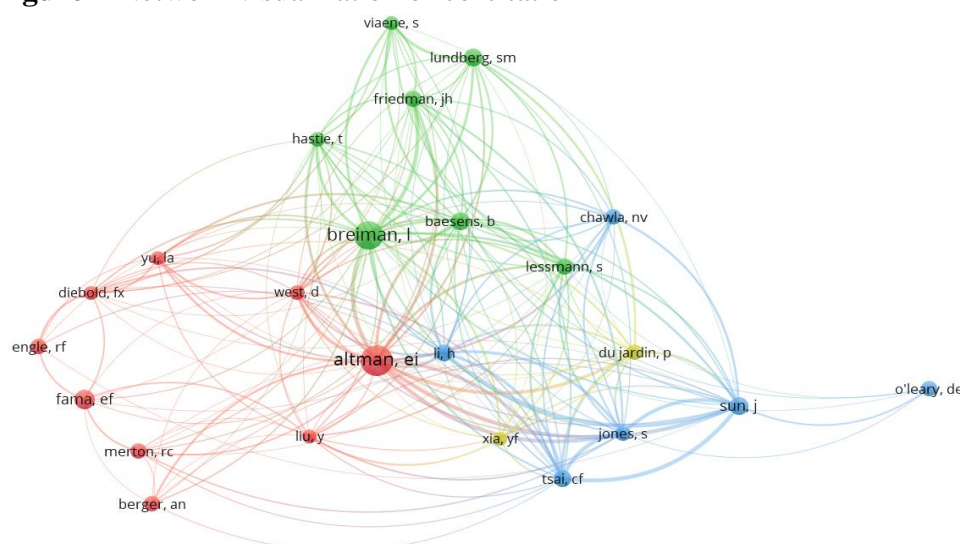 viaene, s
lundberg, sm
friedman, jh
hastie, t
chawla, nv
baesens, b
breiman, l
yu, la
lessmann, s
diebold, fx
west, d
engle, rf
altman, ei
li, h
du jardin, p
o'leary, de
fama, ef
sun, j
liu, y
xia, yf
jones, s
merton, rc
tsai, cf
berger, an